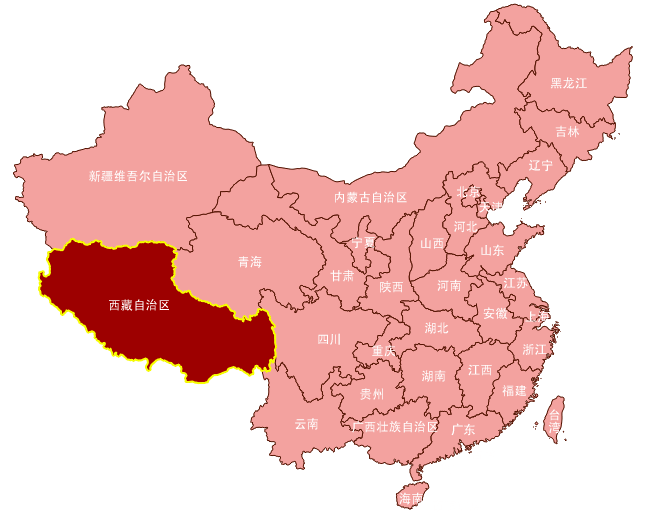 黑龙江
吉林
辽宁
新疆维吾尔自治区
内蒙古自治区
北京
天津
河北
宁夏
山西
山东
青海
甘肃
陕西
河南
江苏
西藏自治区
安徽
上海
湖北
四川
重庆
浙江
湖南
江西
贵州
福建
云南
广西壮族自治区
广东
台
湾
海南